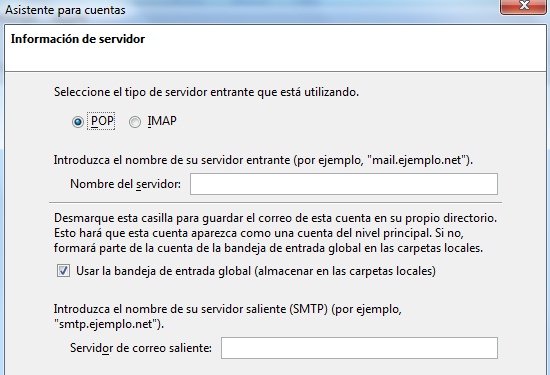 Asistente para cuentas
Información de servidor
Seleccione el tipo de servidor entrante que está utilizando.
POP IMAP
Introduzca el nombre de su servidor entrante (por ejemplo, "mail.ejemplo.net").
Nombre del servidor:
Desmarque esta casilla para guardar el correo de esta cuenta en su propio directorio.
Esto hará que esta cuenta aparezca como una cuenta del nivel principal. Si no,
formará parte de la cuenta de la bandeja de entrada global en las carpetas locales.
Usar la bandeja de entrada global (almacenar en las carpetas locales)
Introduzca el nombre de su servidor saliente (SMTP) (por ejemplo,
"smtp.ejemplo.net").
Servidor de correo saliente: